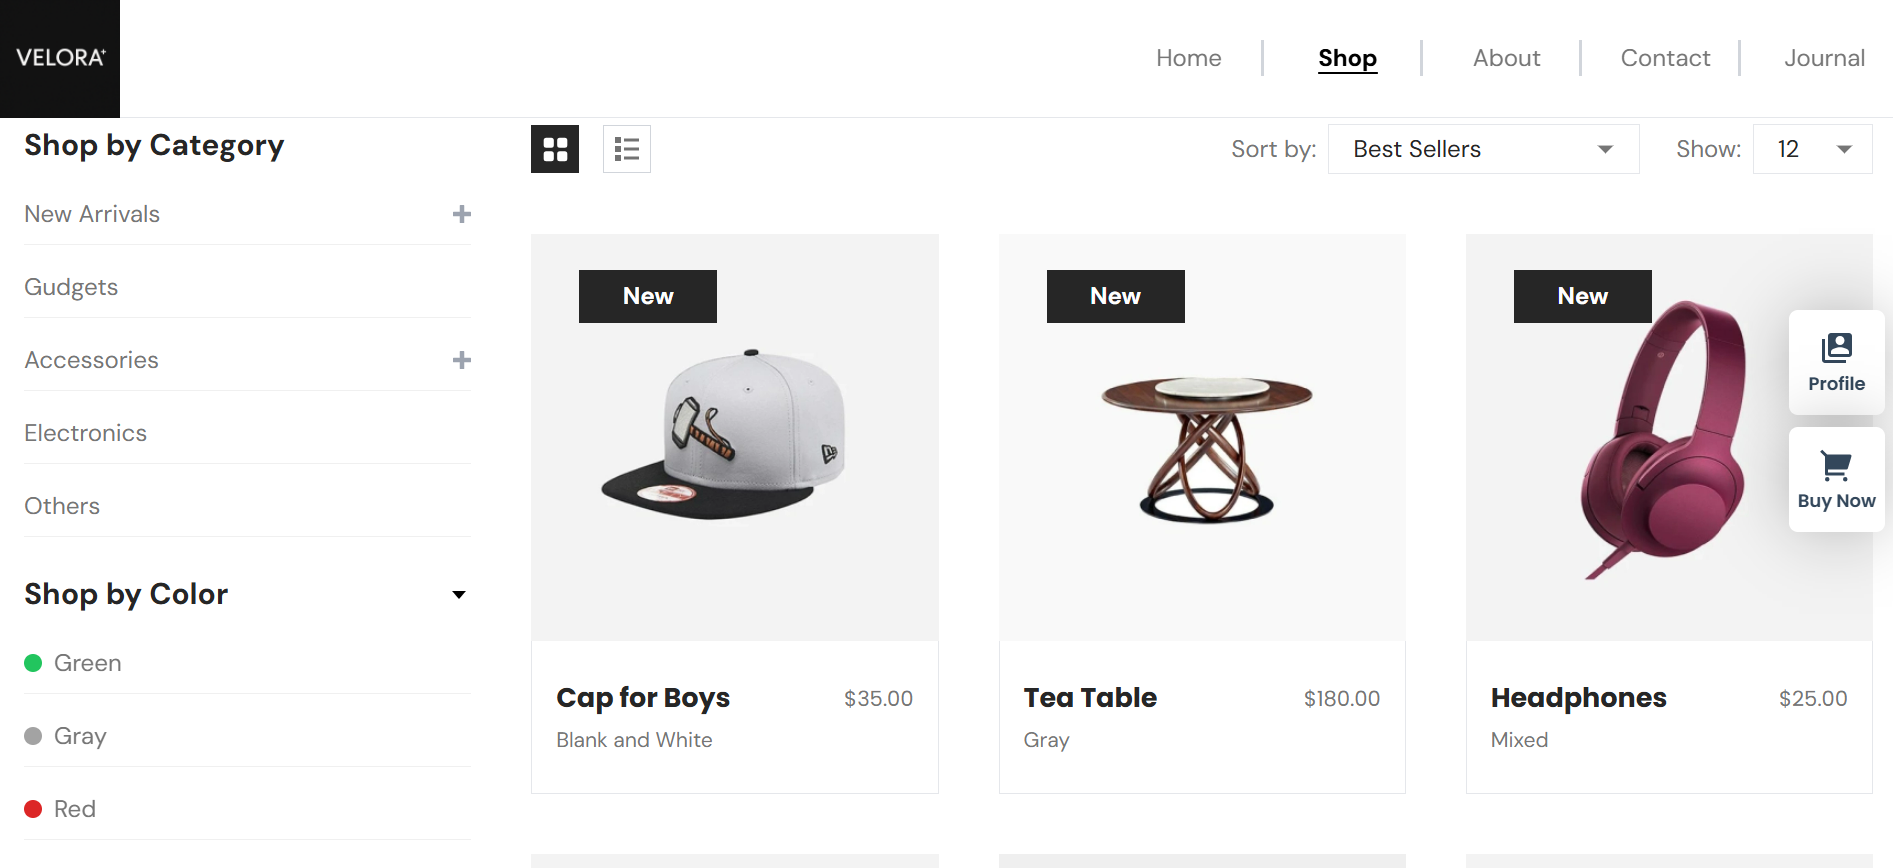 VELORA+
Home
Shop
About
Contact
Journal
Shop by Category
New Arrivals
Gudgets
Accessories
Electronics
Others
Shop by Color
Green
Gray
Red
Sort by:
Best Sellers
Show:
12
New
Cap for Boys
$35.00
Blank and White
New
Tea Table
$180.00
Gray
New
Headphones
$25.00
Mixed
Profile
Buy Now